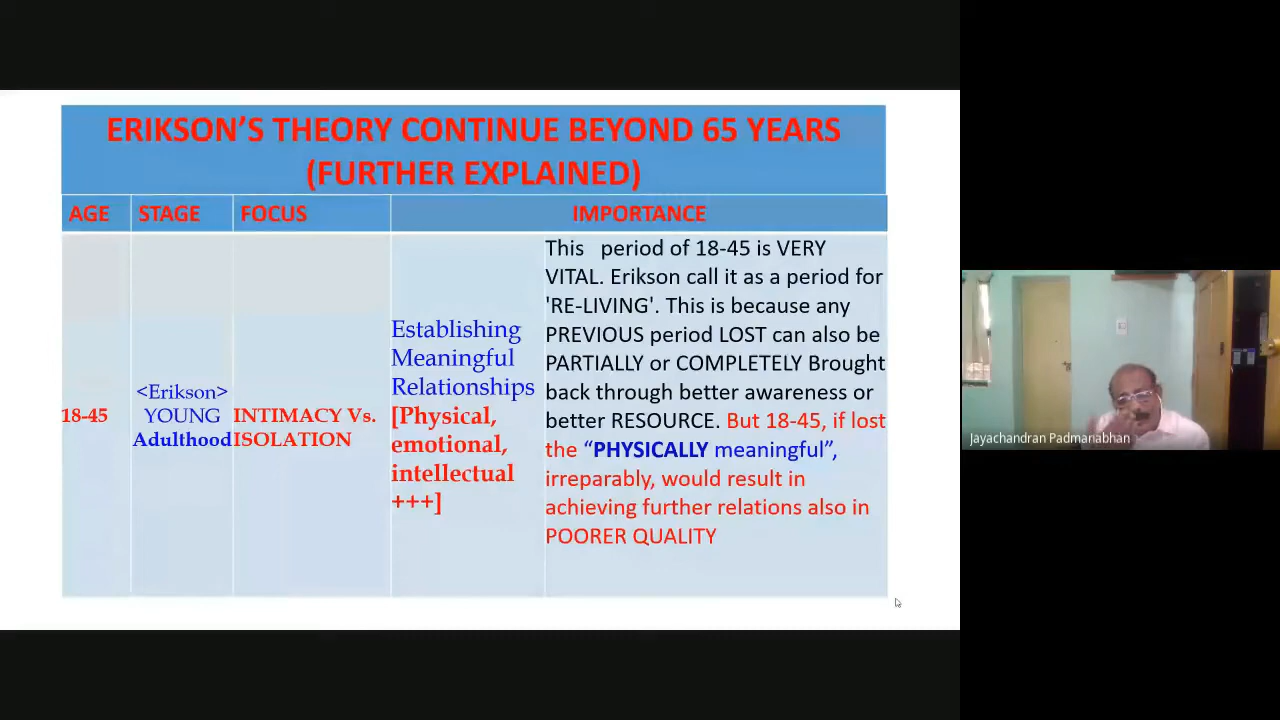 ERIKSON'S THEORY CONTINUE BEYOND 65 YEARS
(FURTHER EXPLAINED)
AGE STAGE FOCUS IMPORTANCE
18-45
<Erikson>
YOUNG
Adulthood
INTIMACY Vs.
ISOLATION
Establishing
Meaningful
Relationships
[Physical,
emotional,
intellectual
+++]
This period of 18-45 is VERY
VITAL. Erikson call it as a period for
'RE-LIVING'. This is because any
PREVIOUS period LOST can also be
PARTIALLY or COMPLETELY Brought
back through better awareness or
better RESOURCE. But 18-45, if lost
the “PHYSICALLY meaningful”,
irreparably, would result in
achieving further relations also in
POORER QUALITY
Jayachandran Padmanabhan